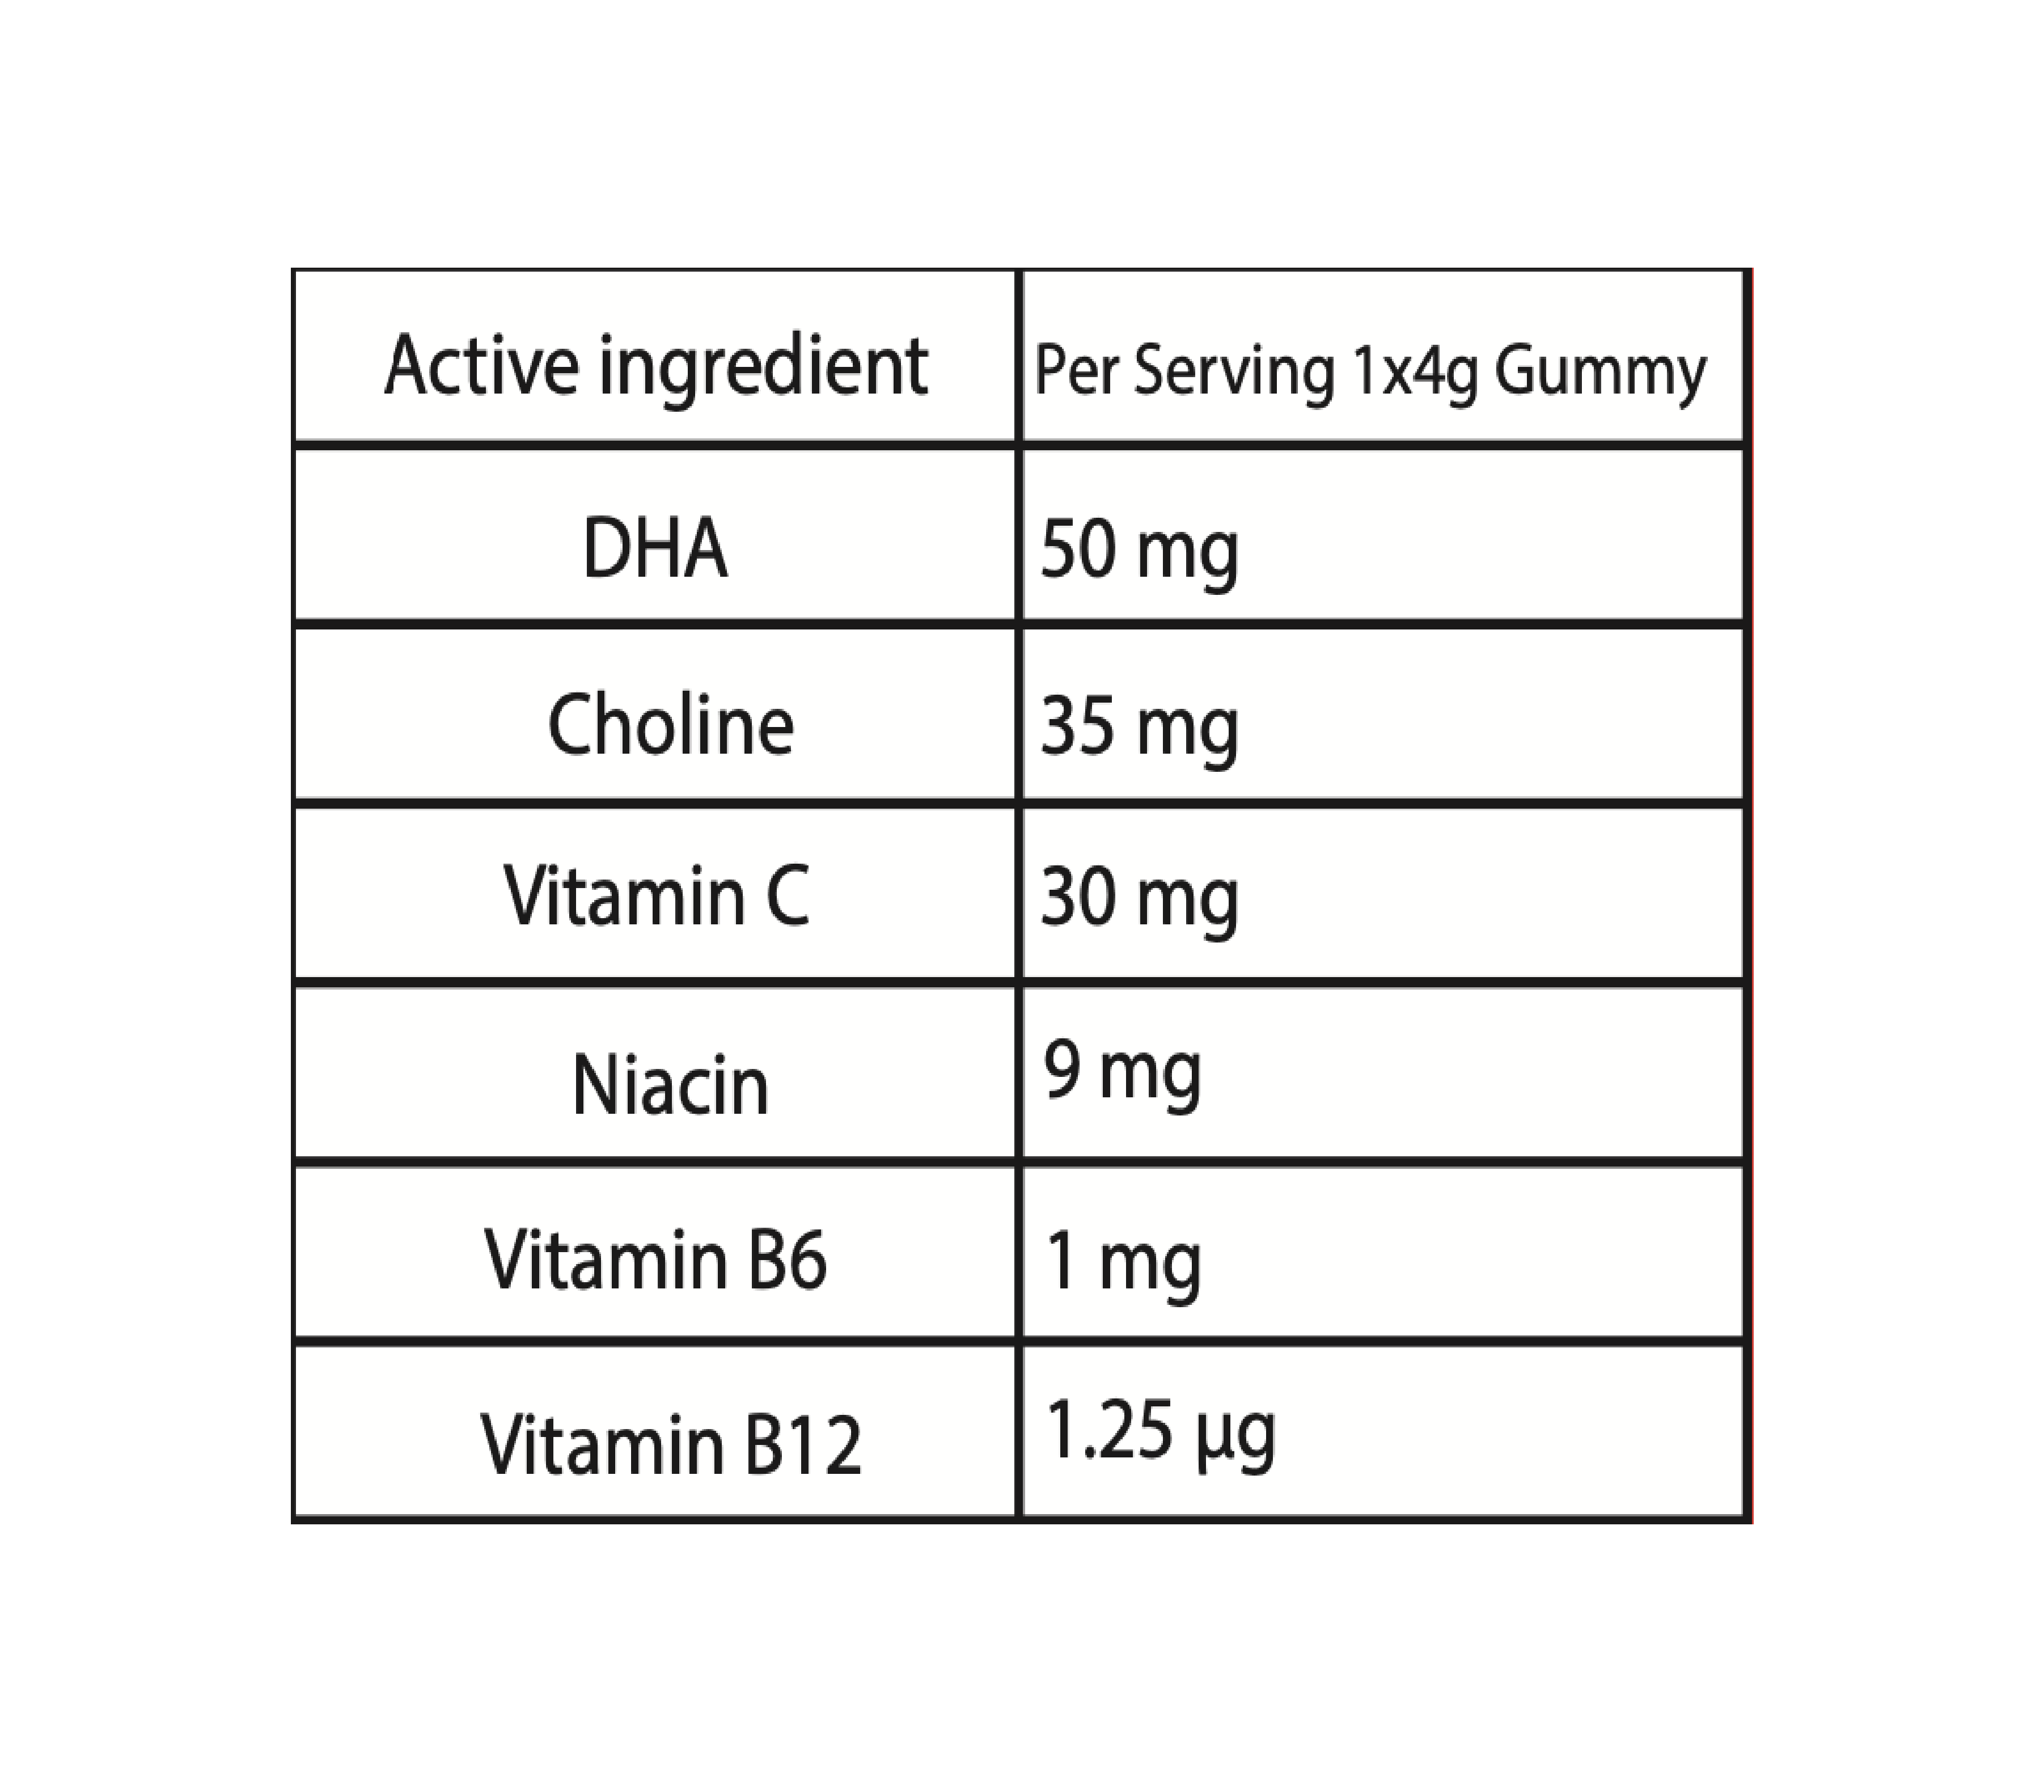 Active ingredient
Per Serving 1x4g Gummy
DHA
50 mg
Choline
35 mg
Vitamin C
30 mg
Niacin
9 mg
Vitamin B6
1 mg
Vitamin B12
1.25 µg